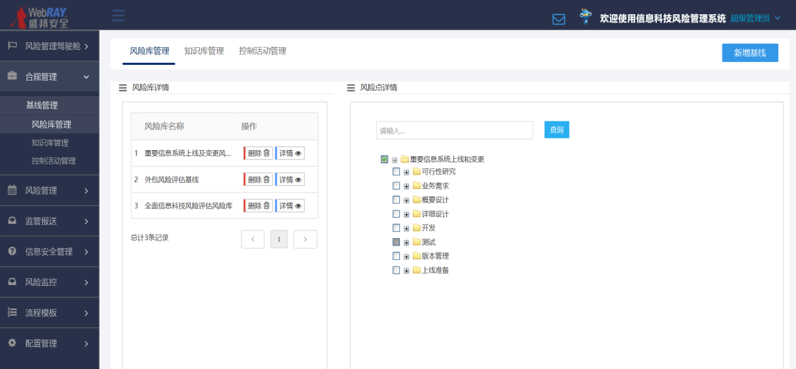 WebRAY
盛邦安全
欢迎使用信息科技风险管理系统 超级管理员
风险管理驾驶舱
合规管理
基线管理
风险库管理
知识库管理
控制活动管理
风险管理
监管报送
信息安全管理
风险监控
流程模板
配置管理
风险库管理 知识库管理 控制活动管理
新增基线
风险库详情
风险库名称 操作
1 重要信息系统上线及变更风... 删除 详情
2 外包风险评估基线 删除 详情
3 全面信息科技风险评估风险库 删除 详情
总计3条记录
< 1 >
风险点详情
请输入... 查询
重要信息系统上线和变更
可行性研究
业务需求
概要设计
详细设计
开发
测试
版本管理
上线准备